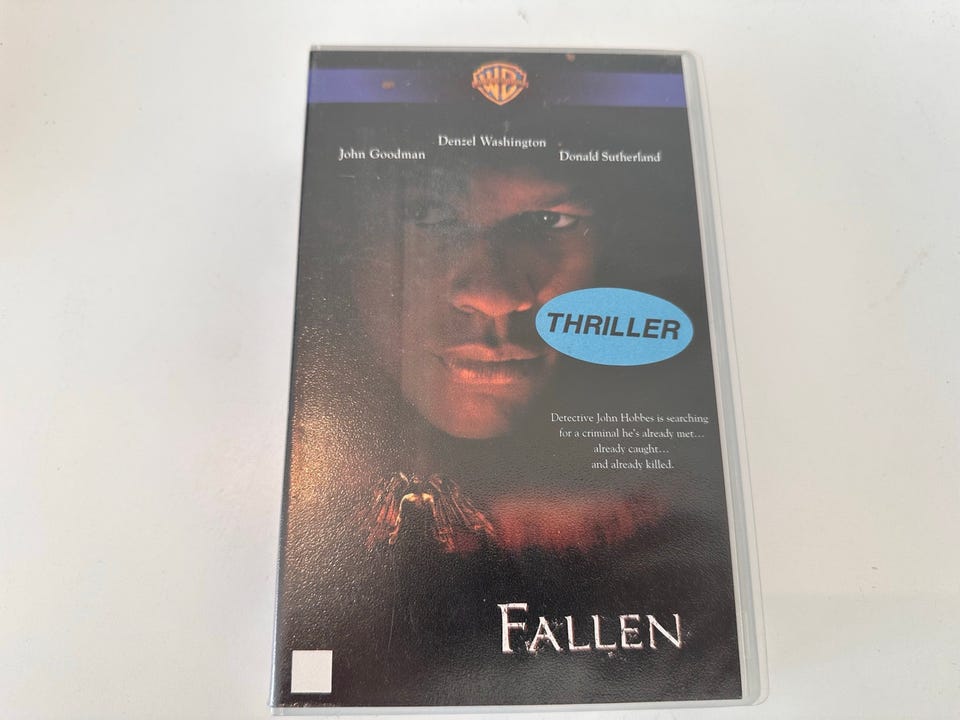 WB
Denzel Washington
John Goodman
Donald Sutherland
THRILLER
Detective John Hobbes is searching
for a criminal he's already met...
already caught...
and already killed.
FALLEN